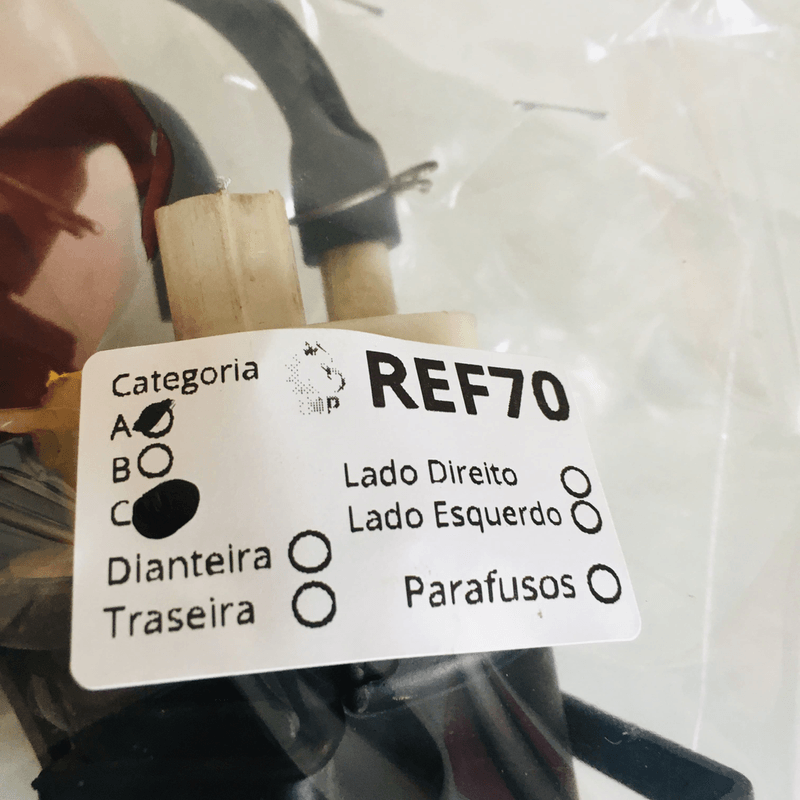 Categoria
A
B
C
REF70
Lado Direito
Lado Esquerdo
Dianteira
Traseira
Parafusos